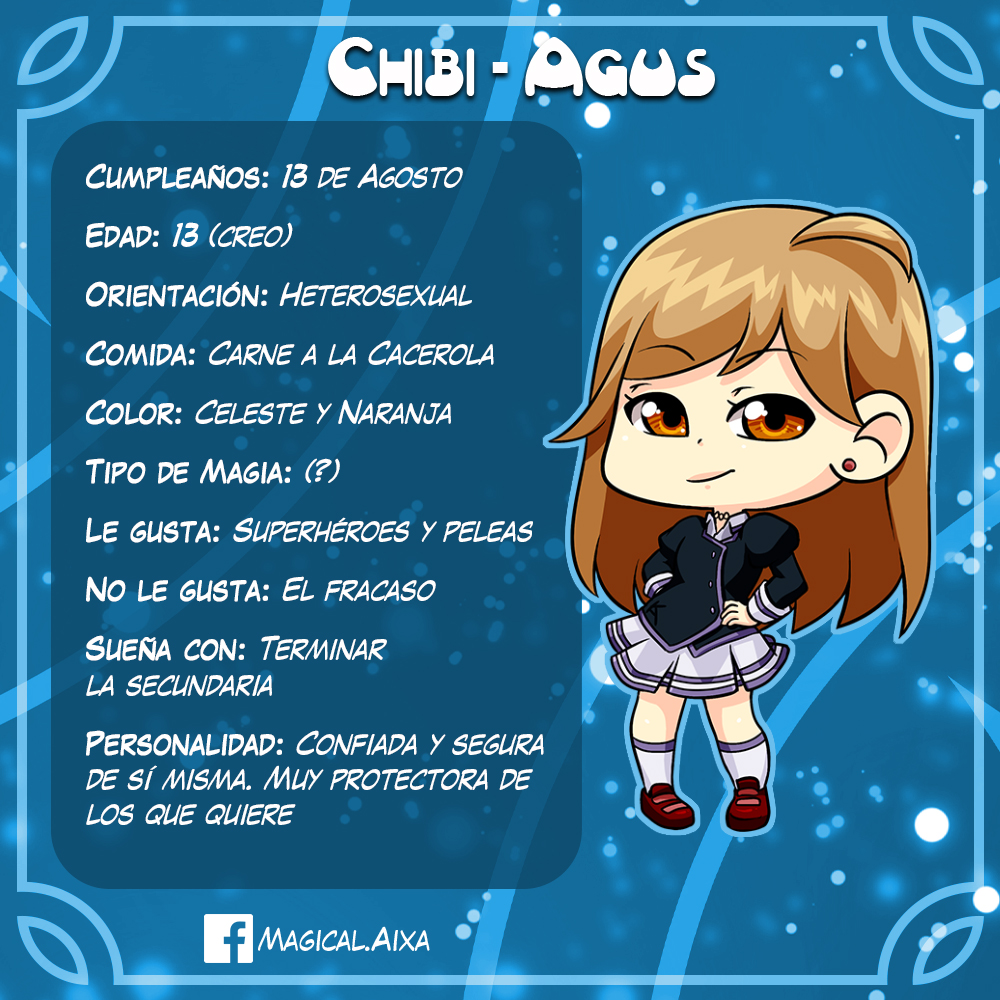 Chibi - Agus
Cumpleaños: 13 de Agosto
Edad: 13 (creo)
Orientación: Heterosexual
Comida: Carne a la Cacerola
Color: Celeste y Naranja
Tipo de Magia: (?)
Le gusta: Superhéroes y peleas
No le gusta: El fracaso
Sueña con: Terminar
la secundaria
Personalidad: Confiada y segura
de sí misma. Muy protectora de
los que quiere
f Magical.Aixa